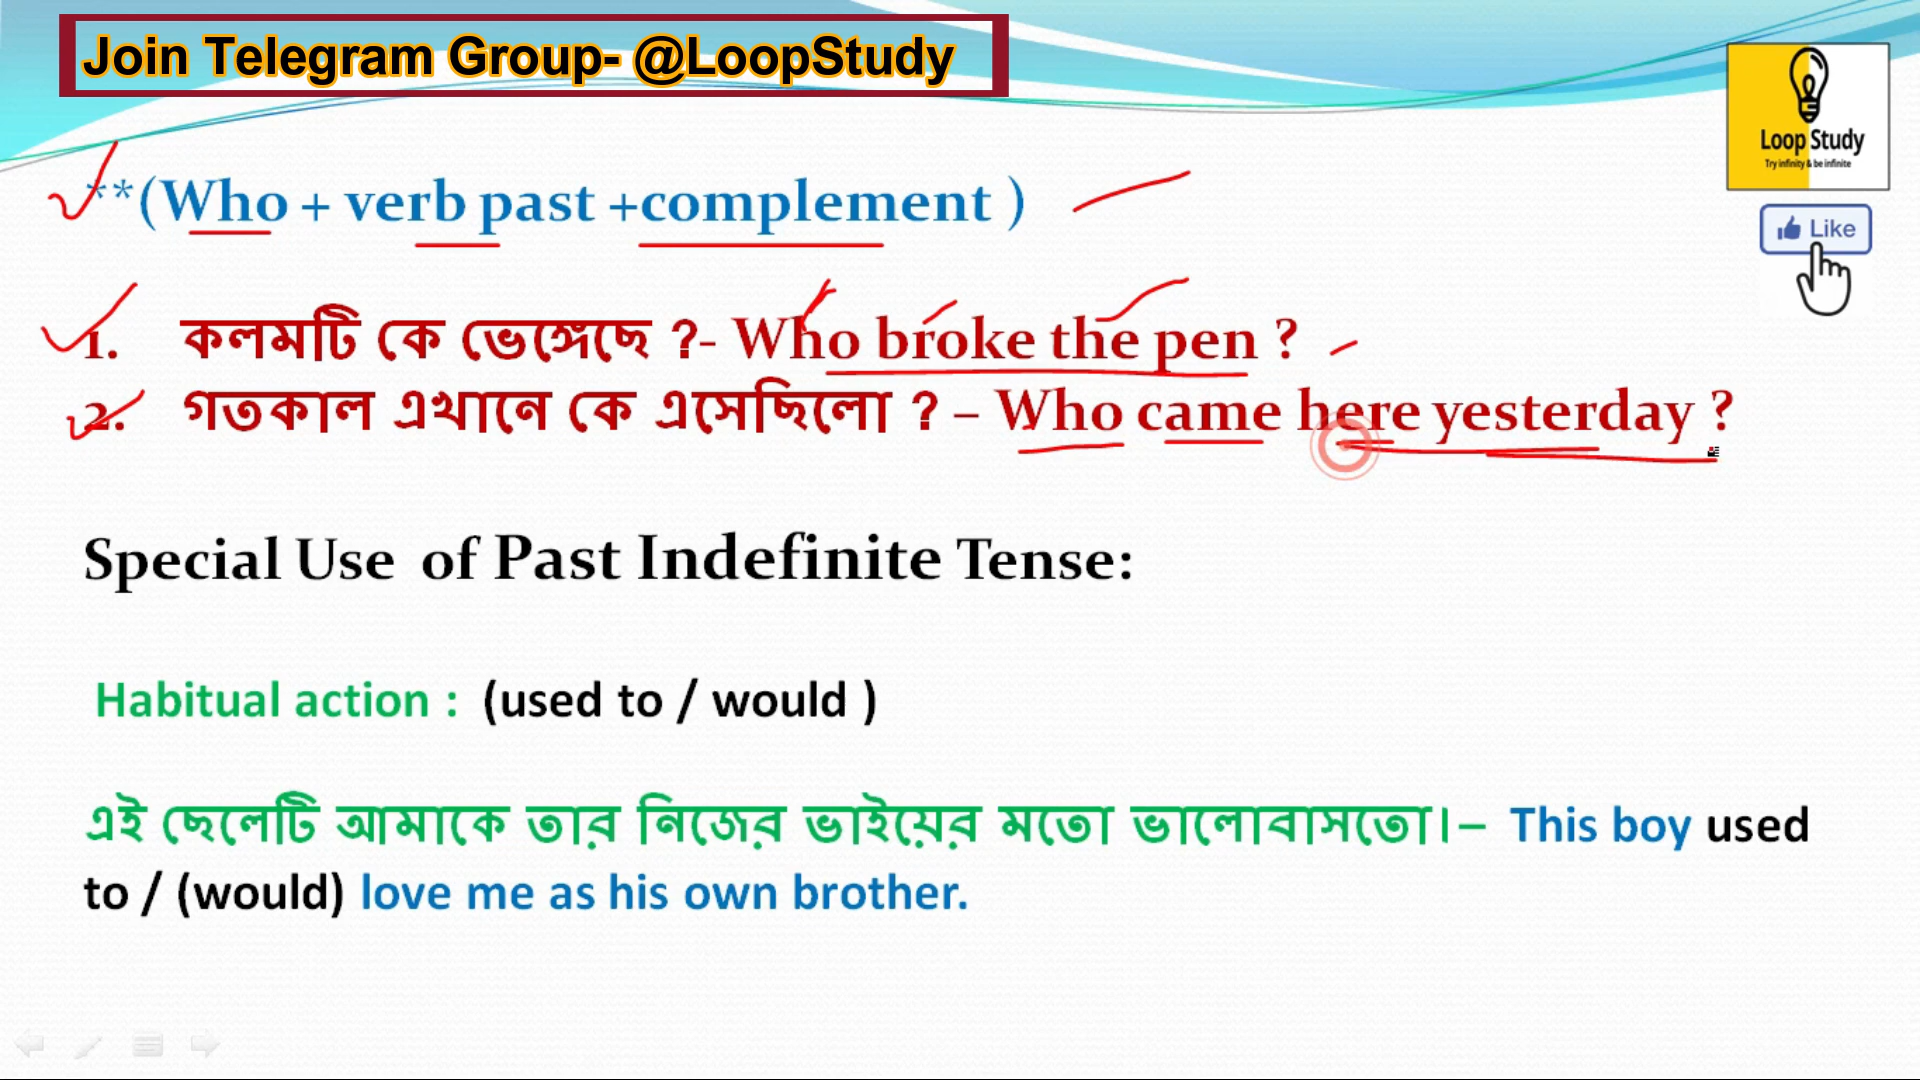 Join Telegram Group- @LoopStudy
Loop Study
Try infinity & be infinite
Like
**(Who + verb past +complement )
1. কলমটি কে ভেঙ্গেছে ?- Who broke the pen ?
2. গতকাল এখানে কে এসেছিলো ? – Who came here yesterday ?
Special Use of Past Indefinite Tense:
Habitual action : (used to / would )
এই ছেলেটি আমাকে তার নিজের ভাইয়ের মতো ভালোবাসতো।– This boy used
to / (would) love me as his own brother.